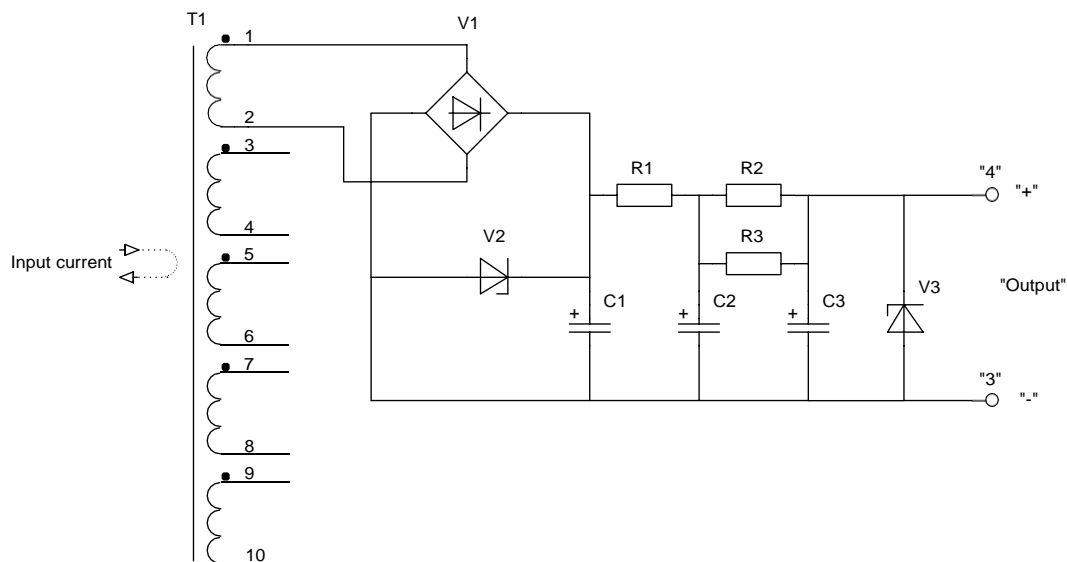 T1
V1
1
2
3
4
5
6
7
8
9
10
Input current
V2
R1
R2
R3
+
C1
+
C2
+
C3
V3
"4"
"+"
"Output"
"3"
"-"